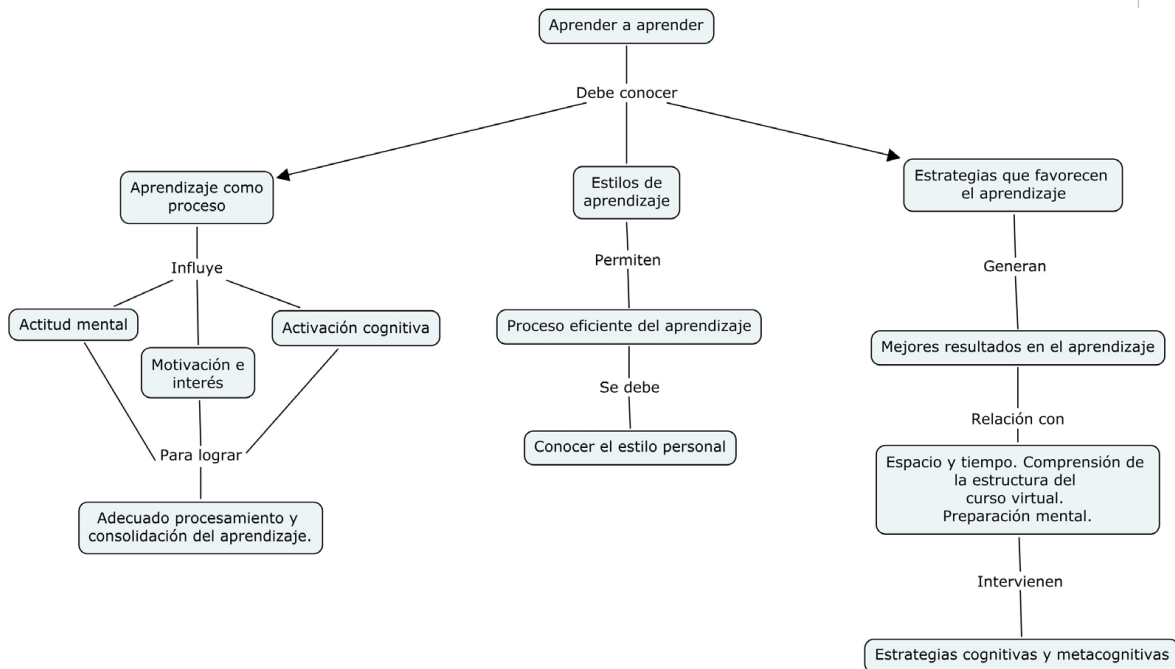 Aprender a aprender
Debe conocer
Aprendizaje como
proceso
Influye
Actitud mental
Motivación e
interés
Activación cognitiva
Para lograr
Adecuado procesamiento y
consolidación del aprendizaje.
Estilos de
aprendizaje
Permiten
Proceso eficiente del aprendizaje
Se debe
Conocer el estilo personal
Estrategias que favorecen
el aprendizaje
Generan
Mejores resultados en el aprendizaje
Relación con
Espacio y tiempo. Comprensión de
la estructura del
curso virtual.
Preparación mental.
Intervienen
Estrategias cognitivas y metacognitivas